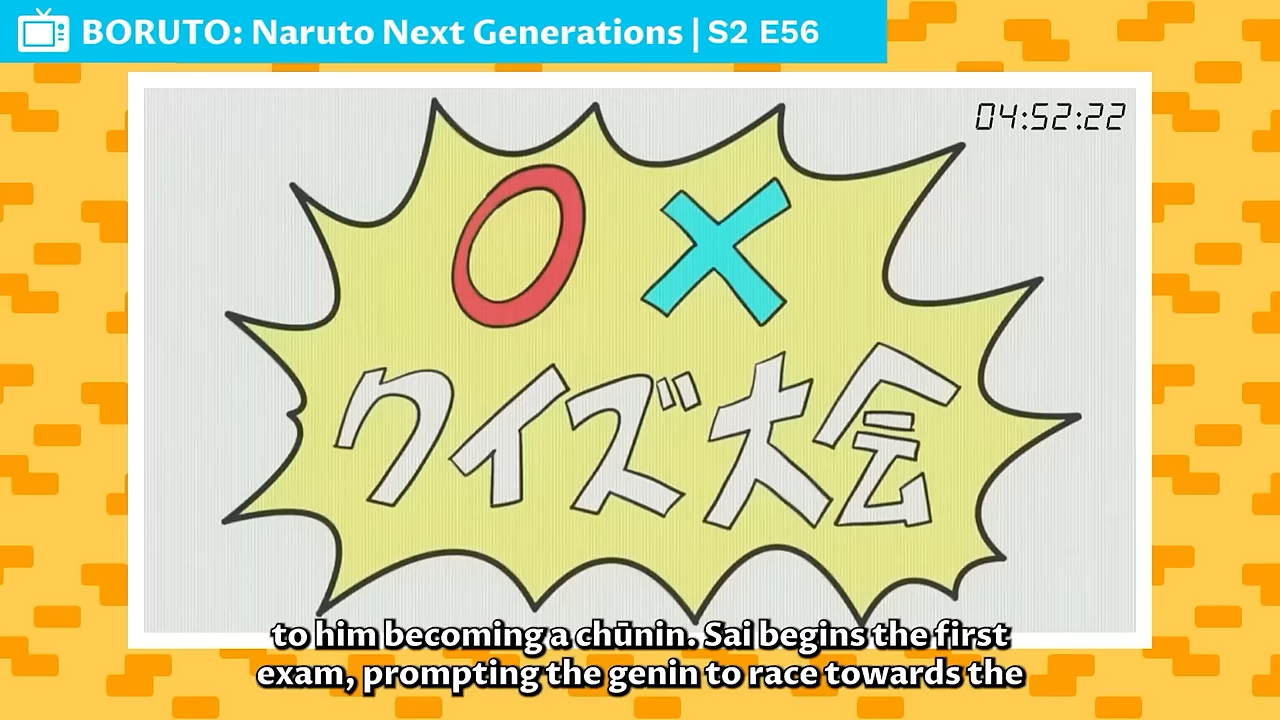 BORUTO: Naruto Next Generations | S2 E56
04:52:22
O X
クイズ大会
to him becoming a chūnin. Sai begins the first
exam, prompting the genin to race towards the